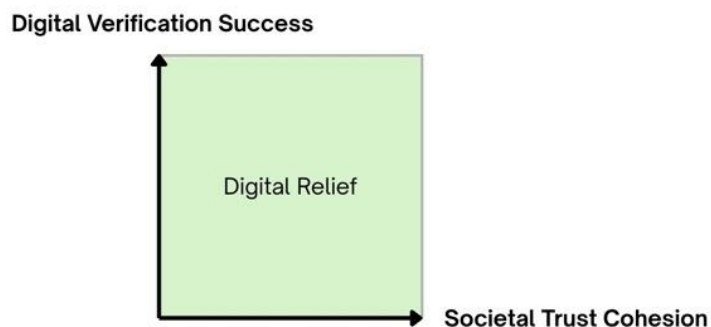 Digital Verification Success
Digital Relief
Societal Trust Cohesion